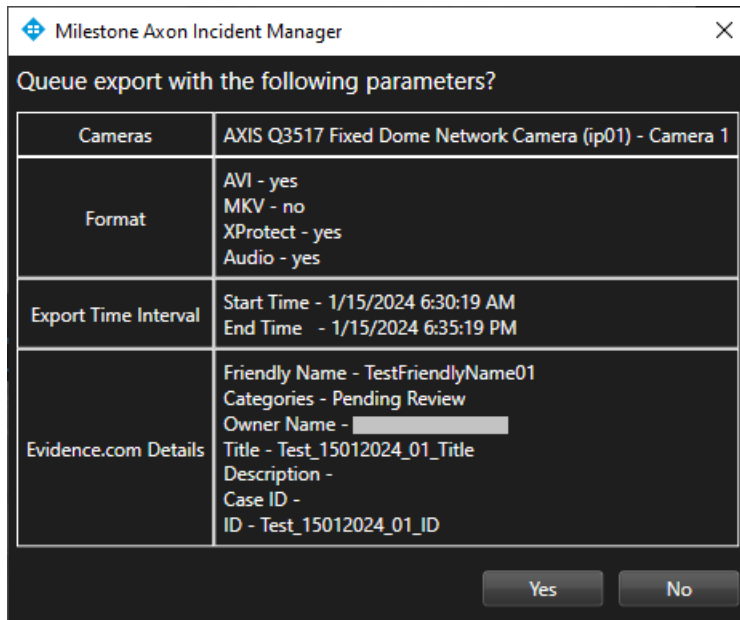 Milestone Axon Incident Manager
Queue export with the following parameters?
Cameras
AXIS Q3517 Fixed Dome Network Camera (ip01) - Camera 1
Format
AVI - yes
MKV - no
XProtect - yes
Audio - yes
Export Time Interval
Start Time - 1/15/2024 6:30:19 AM
End Time - 1/15/2024 6:35:19 PM
Evidence.com Details
Friendly Name - TestFriendlyName01
Categories - Pending Review
Owner Name -
Title - Test_15012024_01_Title
Description -
Case ID -
ID - Test_15012024_01_ID
Yes
No